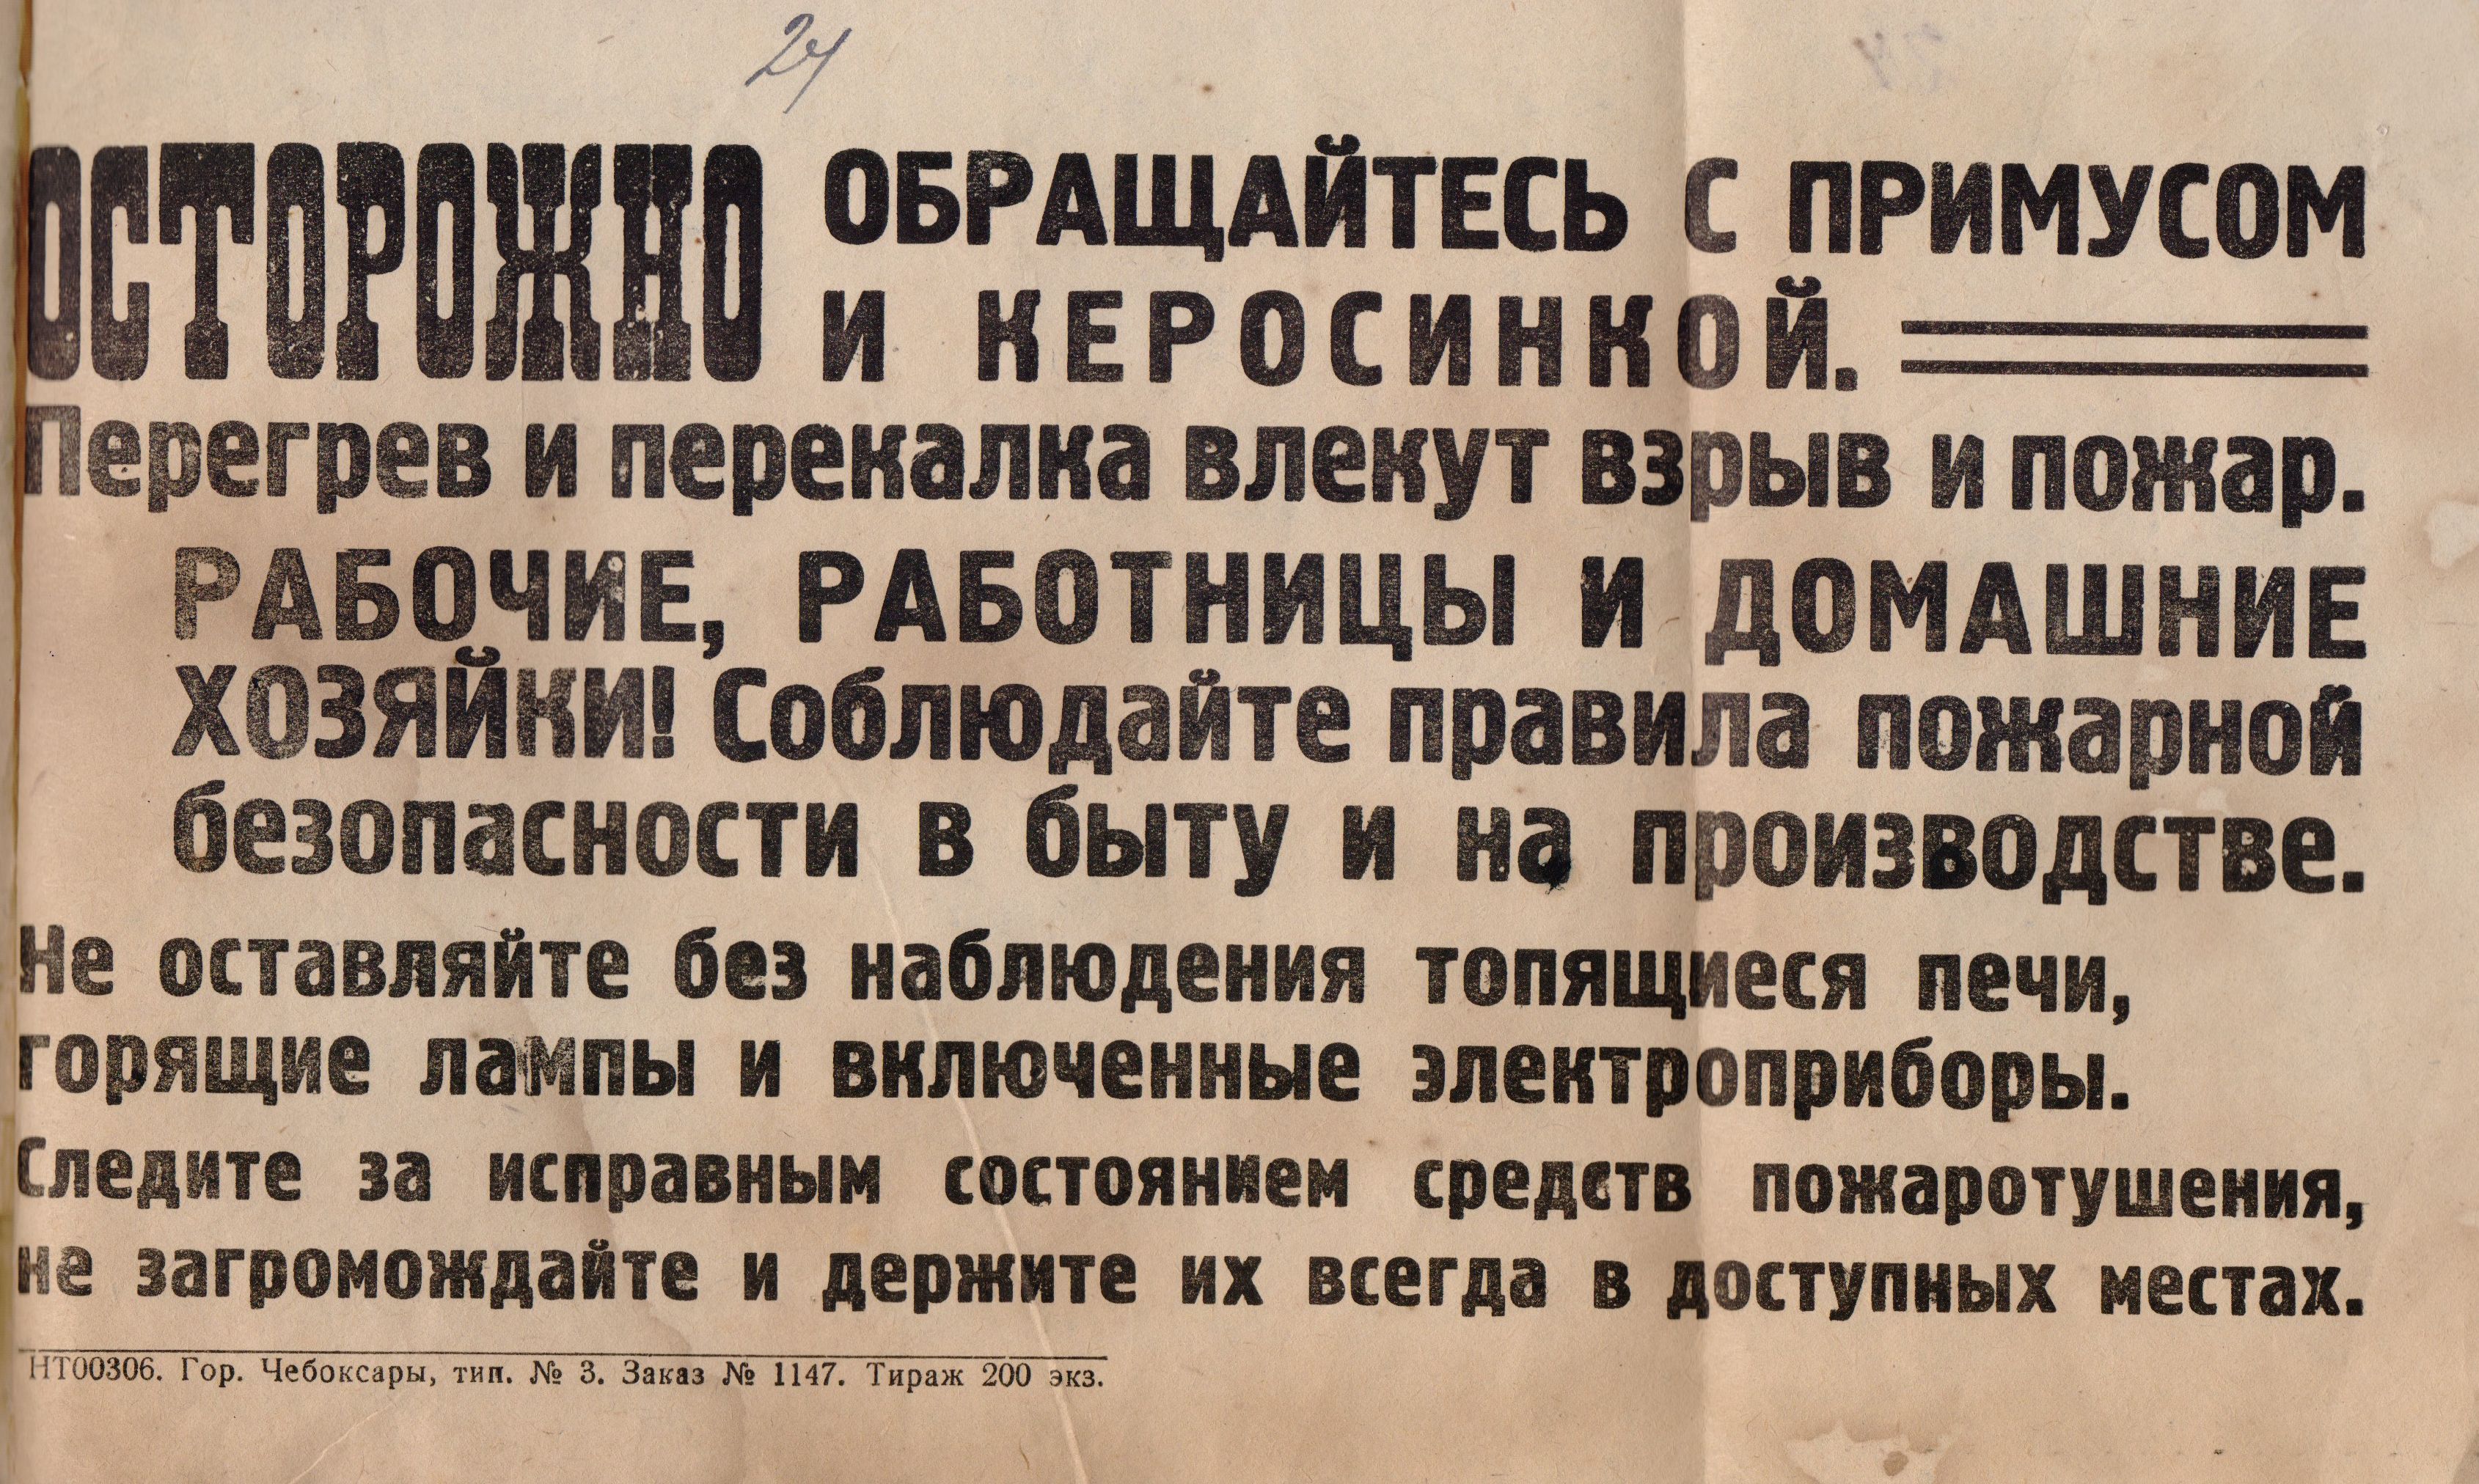 24
ОСТОРОЖНО ОБРАЩАЙТЕСЬ С ПРИМУСОМ
И КЕРОСИНКОЙ.
Перегрев и перекалка влекут взрыв и пожар.
РАБОЧИЕ, РАБОТНИЦЫ И ДОМАШНИЕ
ХОЗЯЙКИ! Соблюдайте правила пожарной
безопасности в быту и на производстве.
Не оставляйте без наблюдения топящиеся печи,
горящие лампы и включенные электроприборы.
Следите за исправным состоянием средств пожаротушения,
не загромождайте и держите их всегда в доступных местах.
НТ00306. Гор. Чебоксары, тип. № 3. Заказ № 1147. Тираж 200 экз.